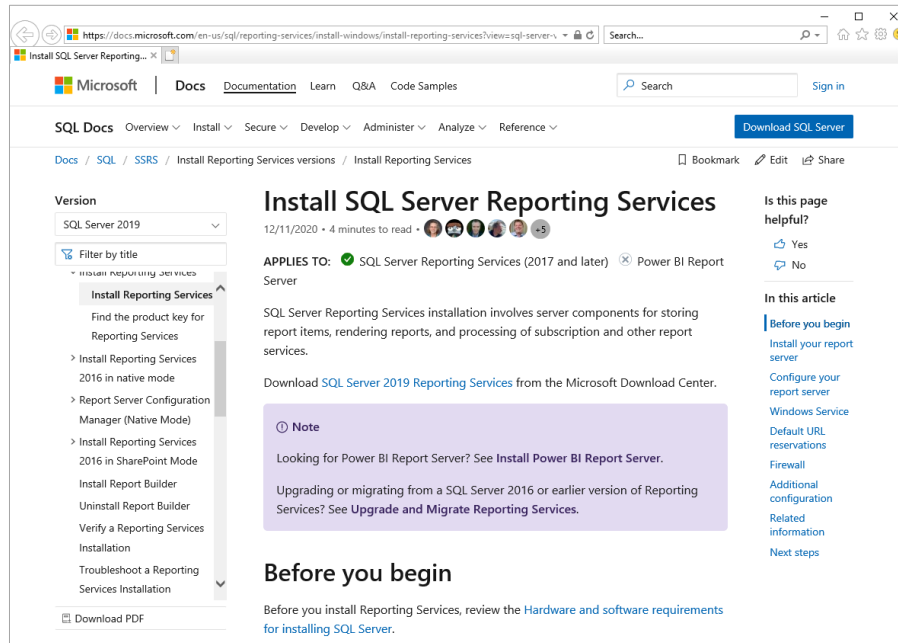 https://docs.microsoft.com/en-us/sql/reporting-services/install-windows/install-reporting-services?view=sql-server-
Search...
Install SQL Server Reporting...
Microsoft
Docs Documentation Learn Q&A Code Samples
Search
Sign in
SQL Docs Overview Install Secure Develop Administer Analyze Reference
Download SQL Server
Docs / SQL / SSRS / Install Reporting Services versions / Install Reporting Services
Bookmark Edit Share
Version
SQL Server 2019
Filter by title
Install Reporting Services
Install Reporting Services
Find the product key for
Reporting Services
Install Reporting Services
2016 in native mode
Report Server Configuration
Manager (Native Mode)
Install Reporting Services
2016 in SharePoint Mode
Install Report Builder
Uninstall Report Builder
Verify a Reporting Services
Installation
Troubleshoot a Reporting
Services Installation
Download PDF
Install SQL Server Reporting Services
12/11/2020 • 4 minutes to read • +5
APPLIES TO: SQL Server Reporting Services (2017 and later) Power BI Report
Server
SQL Server Reporting Services installation involves server components for storing
report items, rendering reports, and processing of subscription and other report
services.
Download SQL Server 2019 Reporting Services from the Microsoft Download Center.
Note
Looking for Power BI Report Server? See Install Power BI Report Server.
Upgrading or migrating from a SQL Server 2016 or earlier version of Reporting
Services? See Upgrade and Migrate Reporting Services.
Before you begin
Before you install Reporting Services, review the Hardware and software requirements
for installing SQL Server.
Is this page
helpful?
Yes
No
In this article
Before you begin
Install your report
server
Configure your
report server
Windows Service
Default URL
reservations
Firewall
Additional
configuration
Related
information
Next steps